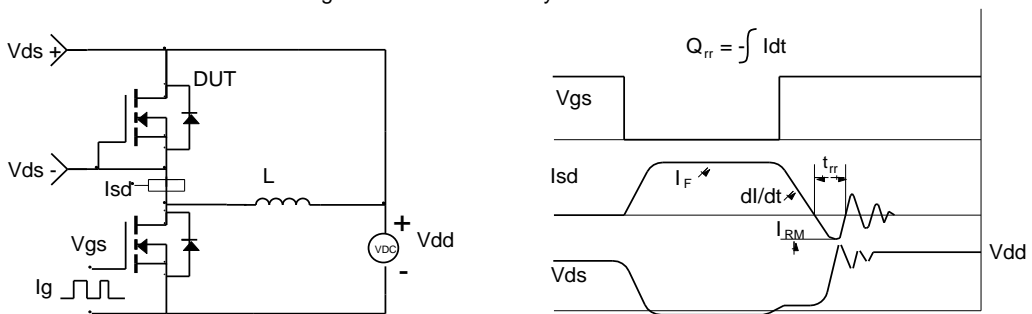 Vds +
DUT
Vds -
Isd
L
Vgs
+
VDC
Vdd
-
Ig
Qrr = -∫ Idt
Vgs
Isd
IF
dI/dt
trr
IRM
Vdd
Vds